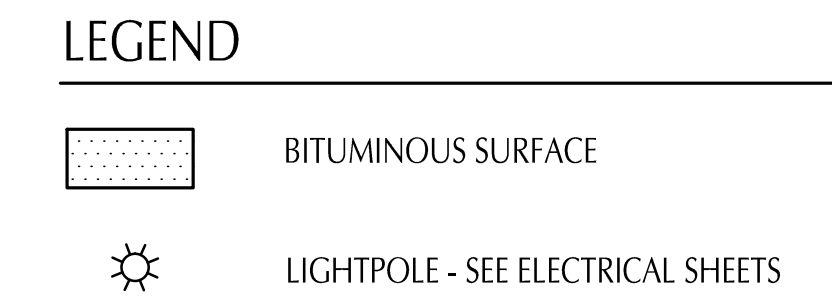 LEGEND
BITUMINOUS SURFACE
LIGHTPOLE - SEE ELECTRICAL SHEETS